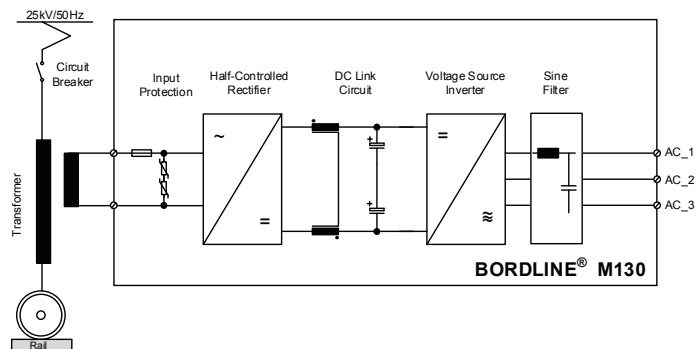 25kV/50Hz
Circuit
Breaker
Input
Protection
Half-Controlled
Rectifier
DC Link
Circuit
Voltage Source
Inverter
Sine
Filter
~
=
+
+
=
≋
AC_1
AC_2
AC_3
Transformer
BORDLINE® M130
Rail